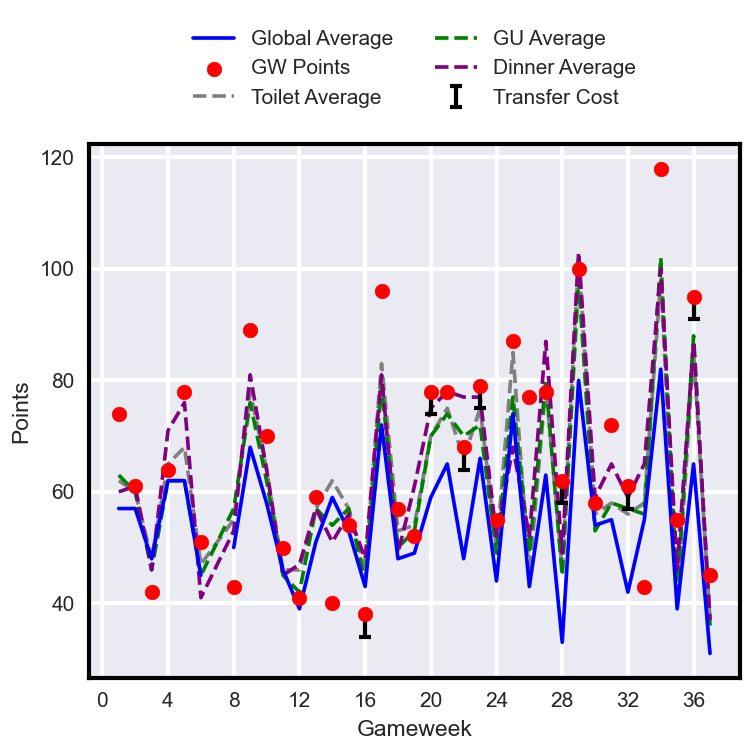 Global Average
GW Points
Toilet Average
GU Average
Dinner Average
Transfer Cost
120
100
80
60
40
Points
0 4 8 12 16 20 24 28 32 36
Gameweek